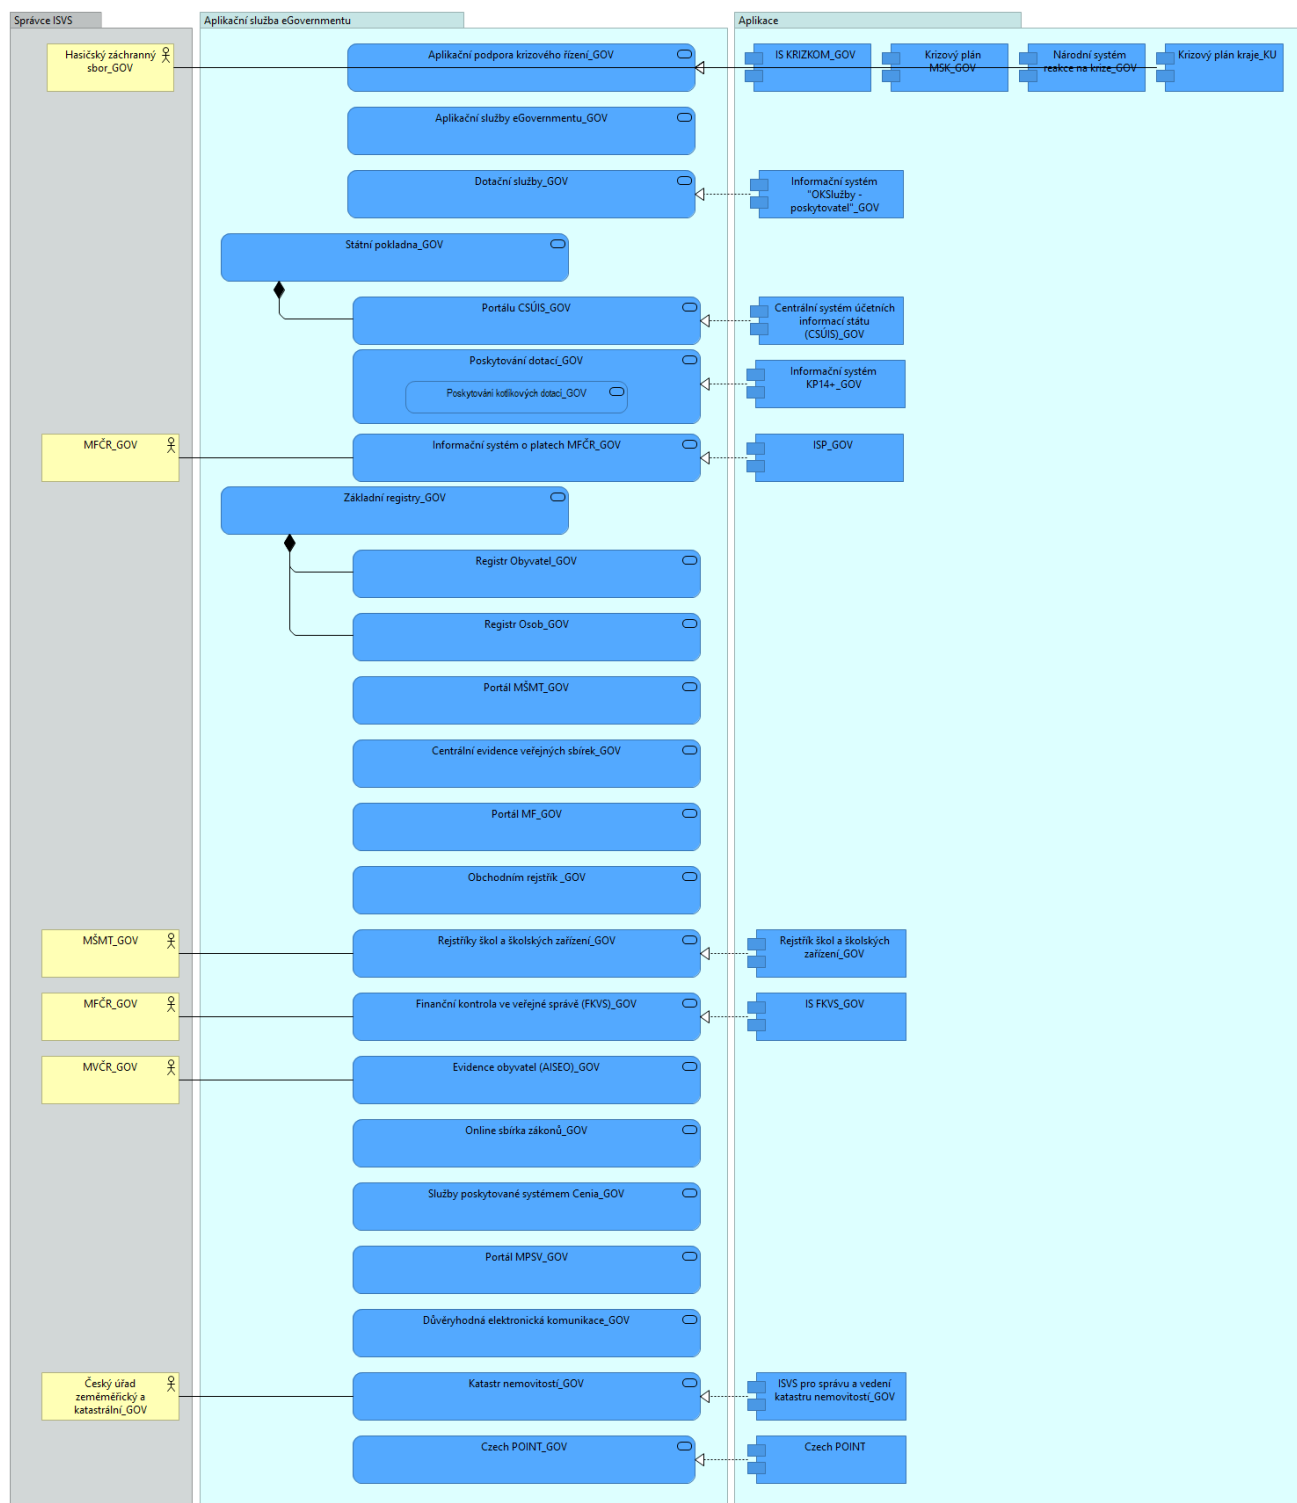 Správce ISVS
Aplikační služba eGovernmentu
Aplikace
Hasičský záchranný
sbor_GOV
Aplikační podpora krizového řízení_GOV
IS KRIZKOM_GOV
Krizový plán
MSK_GOV
Národní systém
reakce na krize_GOV
Krizový plán kraje_KU
Aplikační služby eGovernmentu_GOV
Dotační služby_GOV
Informační systém
"OKSlužby -
poskytovatel"_GOV
Státní pokladna_GOV
Portálu CSÚIS_GOV
Centrální systém účetních
informací státu
(CSÚIS)_GOV
Poskytování dotací_GOV
Poskytování kotlíkových dotací_GOV
Informační systém
KP14+_GOV
MFČR_GOV
Informační systém o platech MFČR_GOV
ISP_GOV
Základní registry_GOV
Registr Obyvatel_GOV
Registr Osob_GOV
Portál MŠMT_GOV
Centrální evidence veřejných sbírek_GOV
Portál MF_GOV
Obchodním rejstřík _GOV
MŠMT_GOV
Rejstříky škol a školských zařízení_GOV
Rejstřík škol a školských
zařízení_GOV
MFČR_GOV
Finanční kontrola ve veřejné správě (FKVS)_GOV
IS FKVS_GOV
MVČR_GOV
Evidence obyvatel (AISEO)_GOV
Online sbírka zákonů_GOV
Služby poskytované systémem Cenia_GOV
Portál MPSV_GOV
Důvěryhodná elektronická komunikace_GOV
Český úřad
zeměměřický a
katastrální_GOV
Katastr nemovitostí_GOV
ISVS pro správu a vedení
katastru nemovitostí_GOV
Czech POINT_GOV
Czech POINT